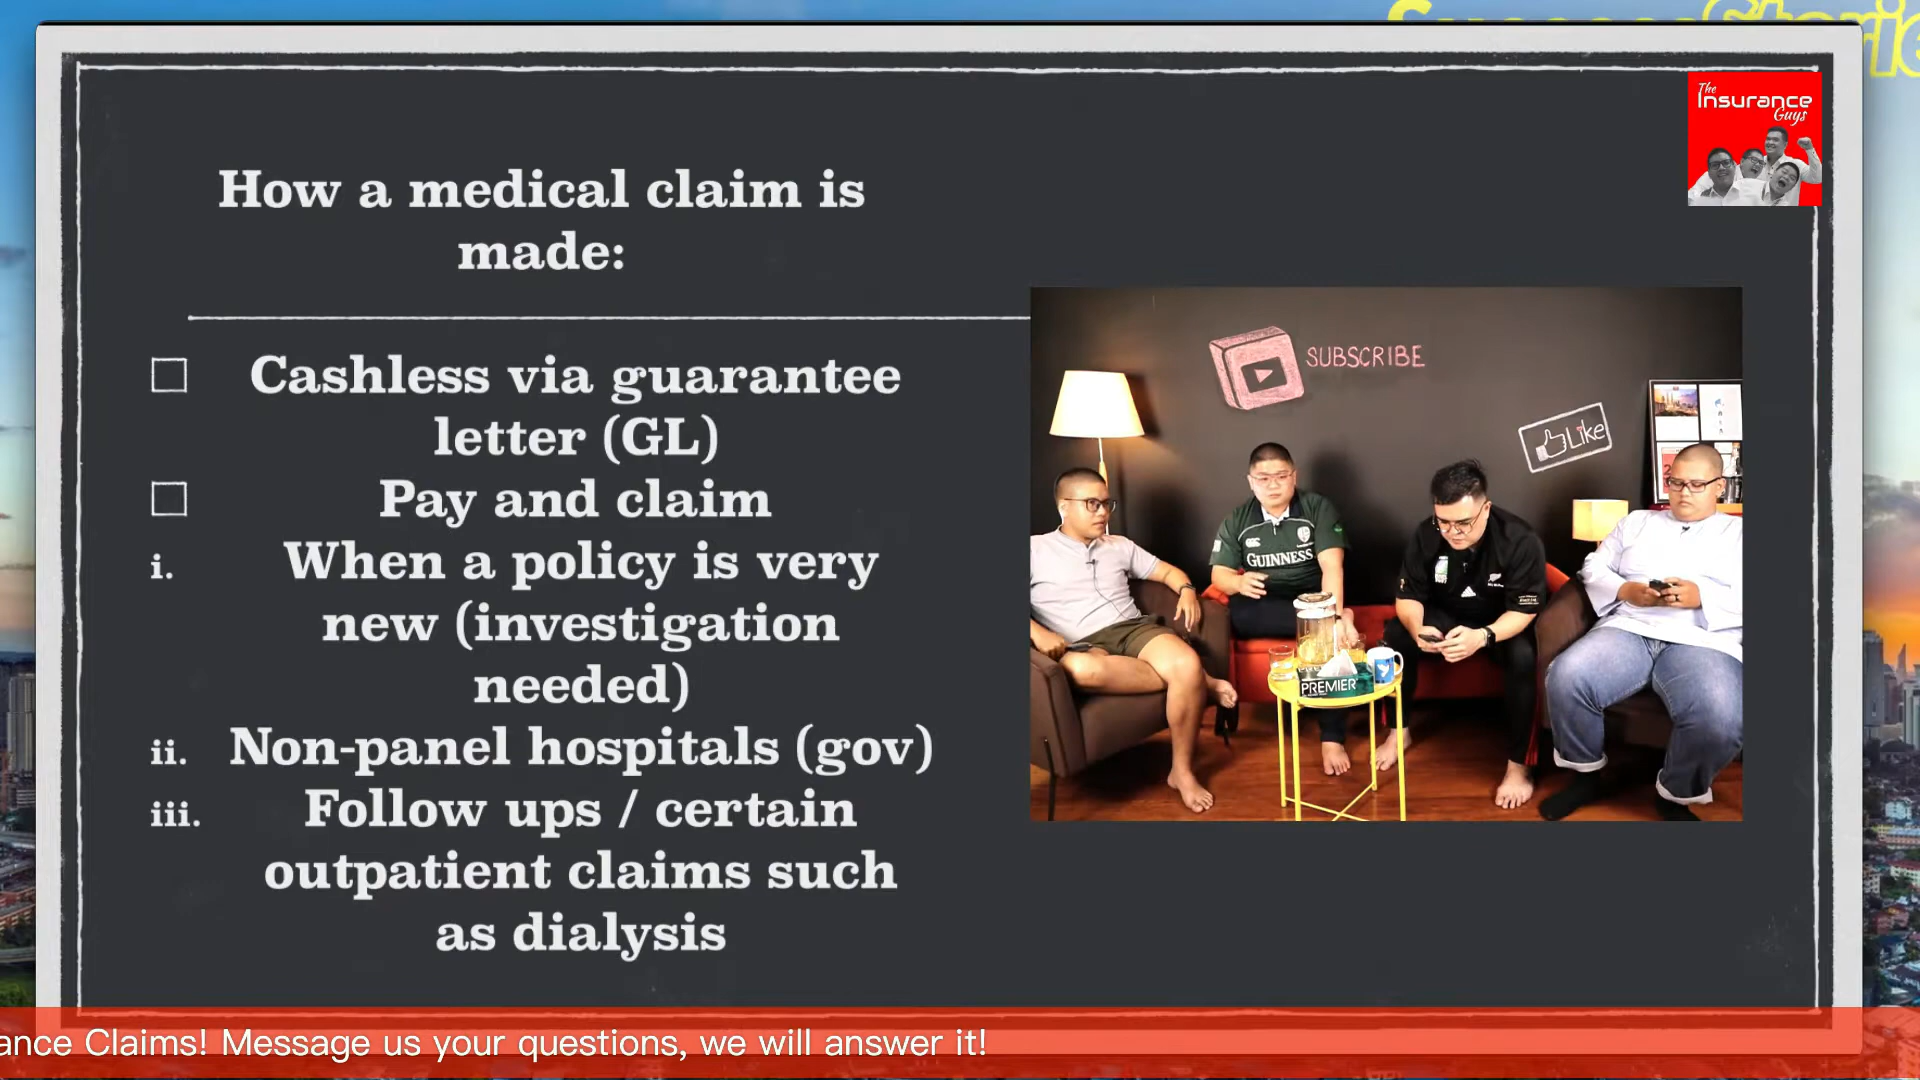 SuccessStories
The
Insurance
Guys
How a medical claim is
made:
☐ Cashless via guarantee
letter (GL)
☐ Pay and claim
i. When a policy is very
new (investigation
needed)
ii. Non-panel hospitals (gov)
iii. Follow ups / certain
outpatient claims such
as dialysis
SUBSCRIBE
Like
GUINNESS
PREMIER
ance Claims! Message us your questions, we will answer it!